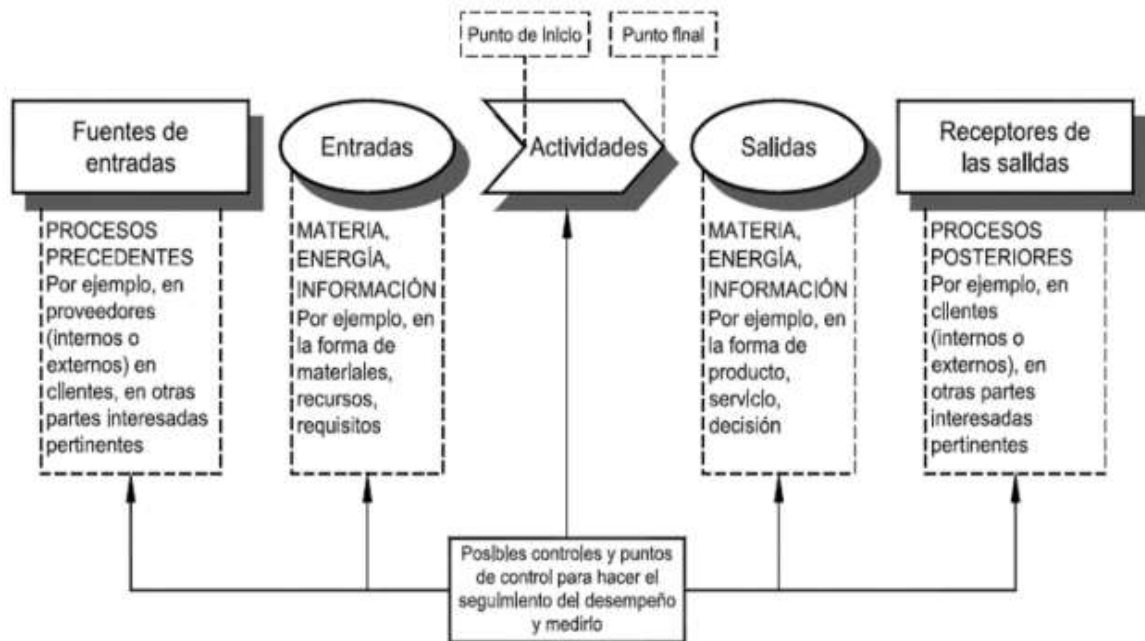 Punto de inicio
Punto final
Fuentes de
entradas
Entradas
Actividades
Salidas
Receptores de
las salidas
PROCESOS
PRECEDENTES
Por ejemplo, en
proveedores
(internos o
externos) en
clientes, en otras
partes interesadas
pertinentes
MATERIA,
ENERGÍA,
INFORMACIÓN
Por ejemplo, en
la forma de
materiales,
recursos,
requisitos
MATERIA,
ENERGÍA,
INFORMACIÓN
Por ejemplo, en
la forma de
producto,
servicio,
decisión
PROCESOS
POSTERIORES
Por ejemplo, en
clientes
(internos o
externos), en
otras partes
interesadas
pertinentes
Posibles controles y puntos
de control para hacer el
seguimiento del desempeño
y medirlo